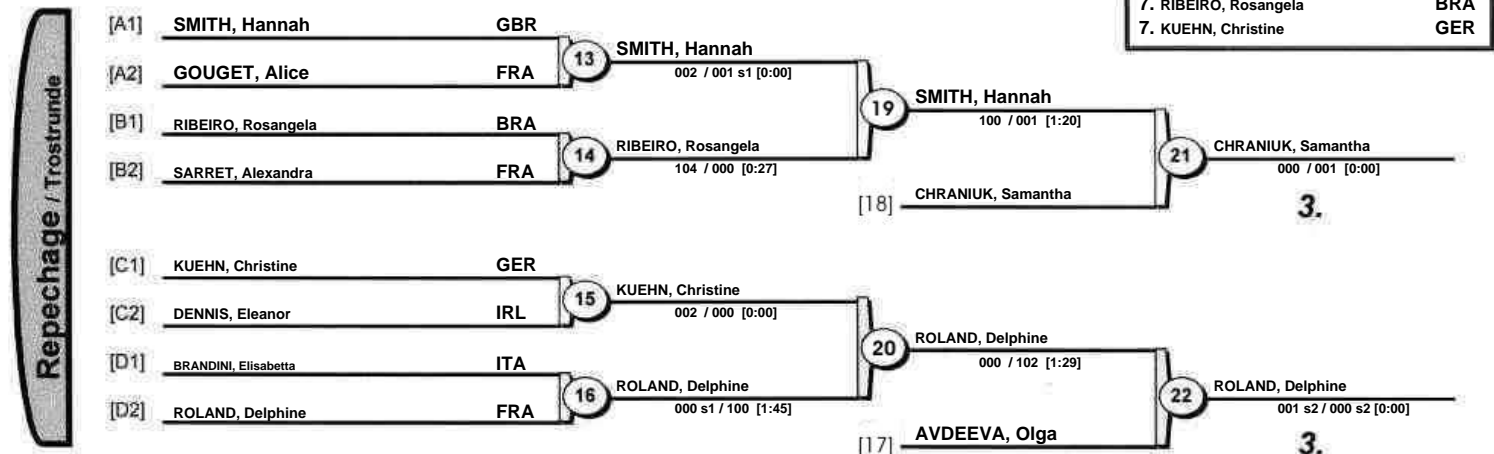 7. RIBEIRO, Rosangela BRA
7. KUEHN, Christine GER
Repechage / Trostrunde
[A1] SMITH, Hannah GBR
[A2] GOUGET, Alice FRA
13 SMITH, Hannah
002 / 001 s1 [0:00]
[B1] RIBEIRO, Rosangela BRA
[B2] SARRET, Alexandra FRA
14 RIBEIRO, Rosangela
104 / 000 [0:27]
19 SMITH, Hannah
100 / 001 [1:20]
[18] CHRANIUK, Samantha
21 CHRANIUK, Samantha
000 / 001 [0:00]
3.
[C1] KUEHN, Christine GER
[C2] DENNIS, Eleanor IRL
15 KUEHN, Christine
002 / 000 [0:00]
[D1] BRANDINI, Elisabetta ITA
[D2] ROLAND, Delphine FRA
16 ROLAND, Delphine
000 s1 / 100 [1:45]
20 ROLAND, Delphine
000 / 102 [1:29]
[17] AVDEEVA, Olga
22 ROLAND, Delphine
001 s2 / 000 s2 [0:00]
3.